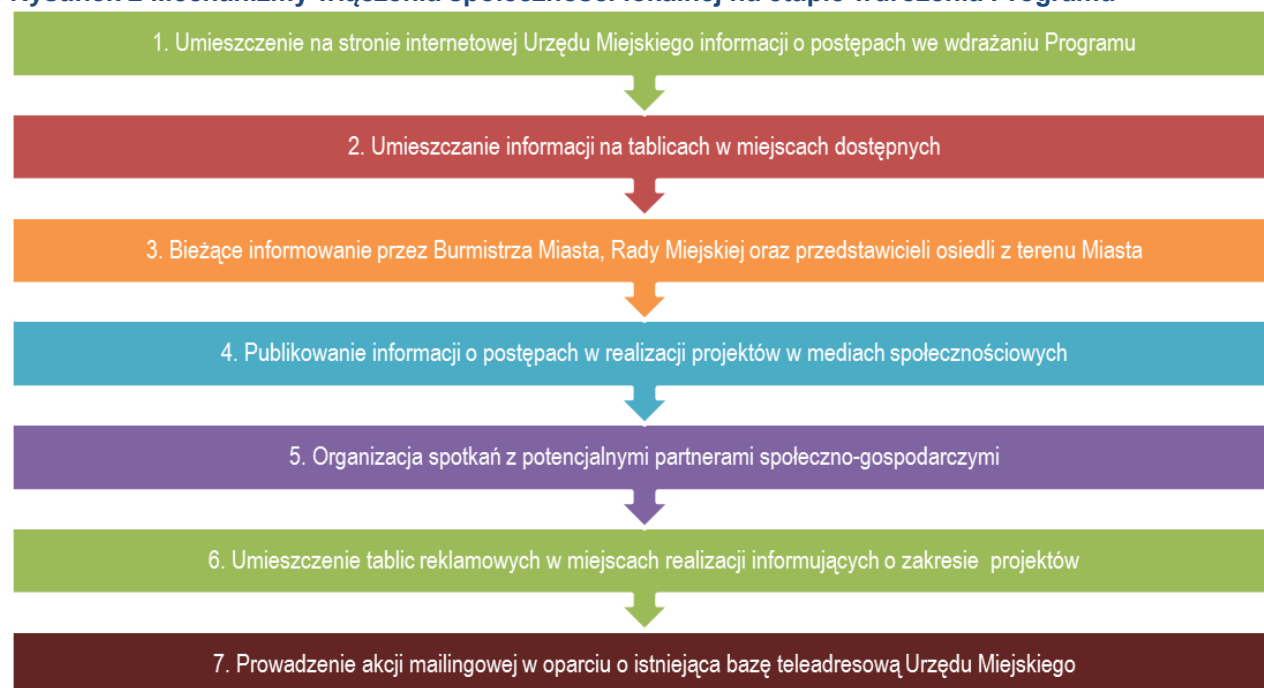 1. Umieszczenie na stronie internetowej Urzędu Miejskiego informacji o postępach we wdrażaniu Programu
2. Umieszczanie informacji na tablicach w miejscach dostępnych
3. Bieżące informowanie przez Burmistrza Miasta, Rady Miejskiej oraz przedstawicieli osiedli z terenu Miasta
4. Publikowanie informacji o postępach w realizacji projektów w mediach społecznościowych
5. Organizacja spotkań z potencjalnymi partnerami społeczno-gospodarczymi
6. Umieszczenie tablic reklamowych w miejscach realizacji informujących o zakresie projektów
7. Prowadzenie akcji mailingowej w oparciu o istniejąca bazę teleadresową Urzędu Miejskiego